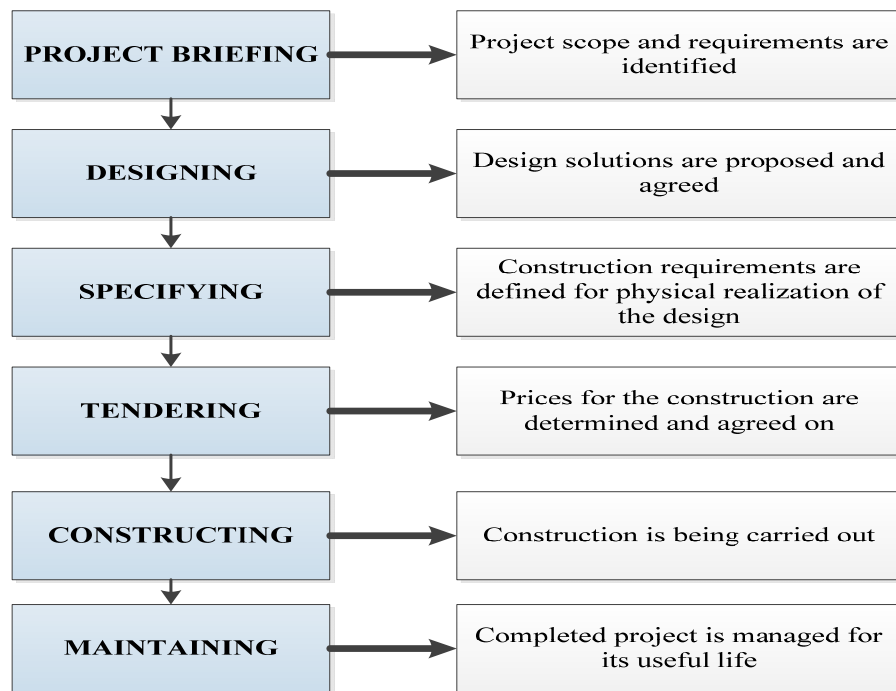 PROJECT BRIEFING
Project scope and requirements are
identified
DESIGNING
Design solutions are proposed and
agreed
SPECIFYING
Construction requirements are
defined for physical realization of
the design
TENDERING
Prices for the construction are
determined and agreed on
CONSTRUCTING
Construction is being carried out
MAINTAINING
Completed project is managed for
its useful life